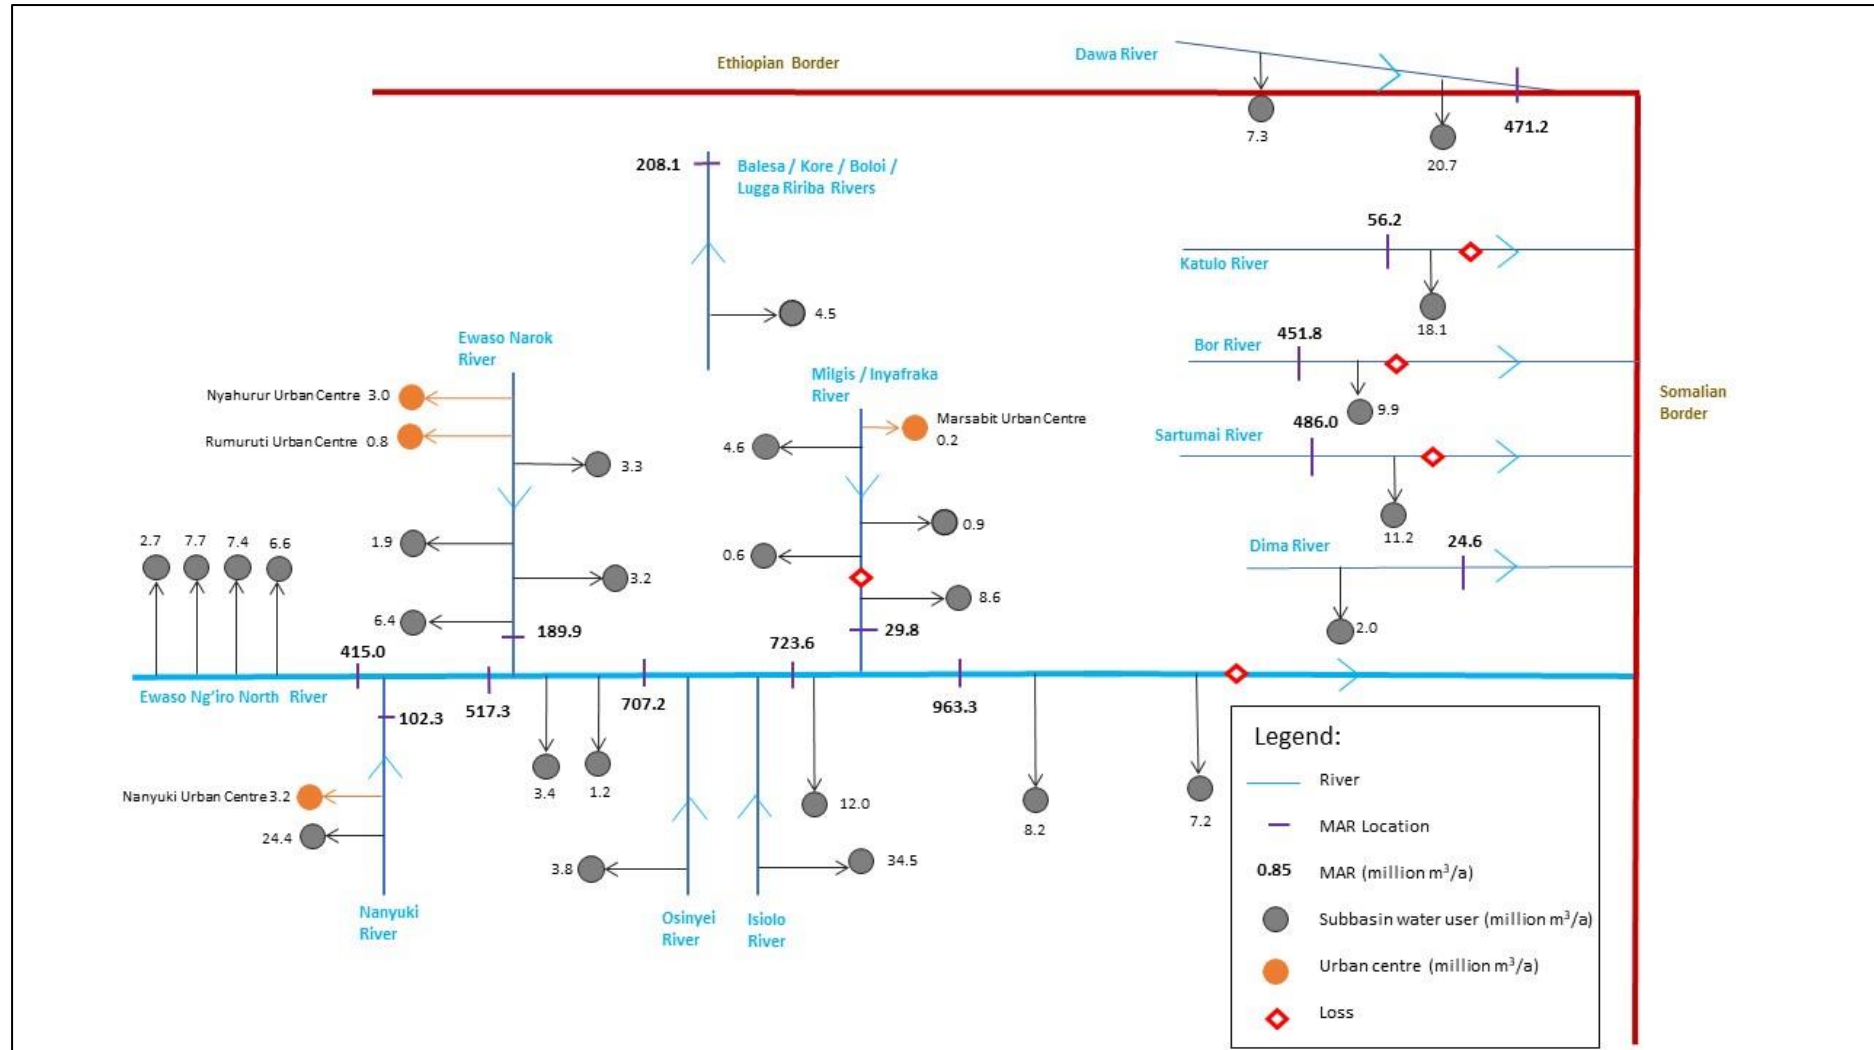 Dawa River
Ethiopian Border
471.2
7.3
20.7
208.1
Balesa / Kore / Boloi /
Lugga Ririba Rivers
56.2
Katulo River
18.1
4.5
451.8
Bor River
9.9
Ewaso Narok
River
Milgis / Inyafraka
River
Somalian
Border
Nyahurur Urban Centre 3.0
Rumuruti Urban Centre 0.8
Marsabit Urban Centre
0.2
486.0
Sartumai River
11.2
4.6
3.3
0.9
0.6
8.6
24.6
Dima River
2.0
2.7
7.7
7.4
6.6
1.9
3.2
6.4
189.9
29.8
415.0
723.6
Ewaso Ng'iro North River
102.3
517.3
707.2
963.3
3.4
1.2
12.0
8.2
7.2
Nanyuki Urban Centre 3.2
24.4
3.8
34.5
Nanyuki
River
Osinyei
River
Isiolo
River
Legend:
River
MAR Location
0.85 MAR (million m³/a)
Subbasin water user (million m³/a)
Urban centre (million m³/a)
Loss